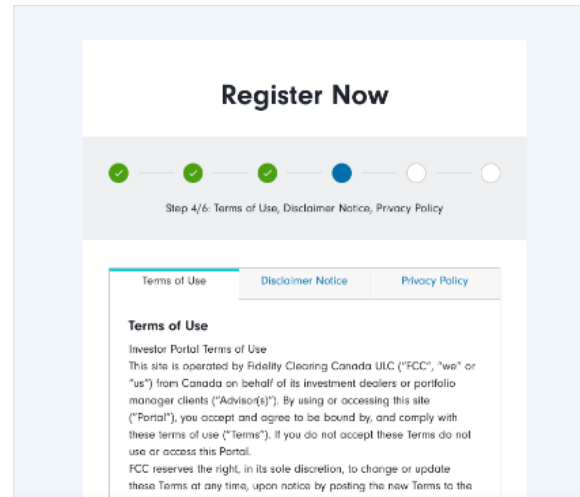 Register Now
Step 4/6: Terms of Use, Disclaimer Notice, Privacy Policy
Terms of Use
Disclaimer Notice
Privacy Policy
Terms of Use
Investor Portal Terms of Use
This site is operated by Fidelity Clearing Canada ULC ("FCC", "we" or
"us") from Canada on behalf of its investment dealers or portfolio
manager clients ("Advisor(s)"). By using or accessing this site
("Portal"), you accept and agree to be bound by, and comply with
these terms of use ("Terms"). If you do not accept these Terms do not
use or access this Portal.
FCC reserves the right, in its sole discretion, to change or update
these Terms at any time, upon notice by posting the new Terms to the